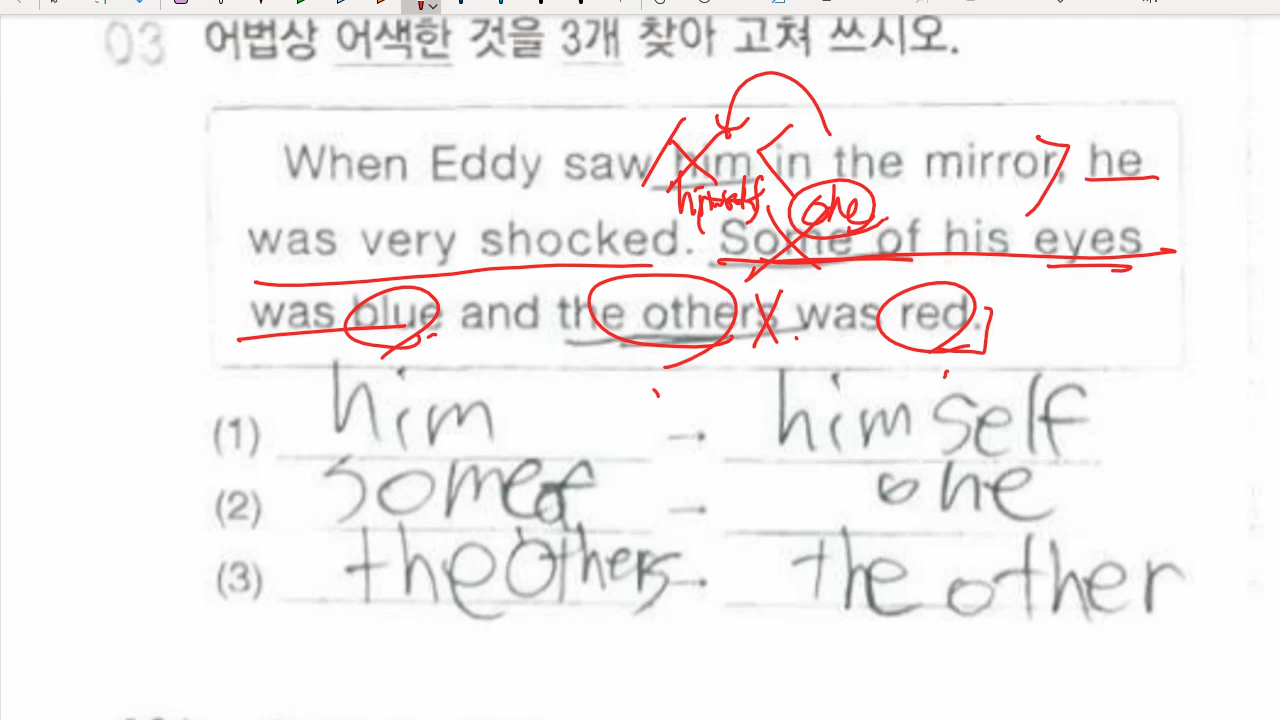 03 어법상 어색한 것을 3개 찾아 고쳐 쓰시오.
When Eddy saw him in the mirror, he
himself one
was very shocked. Some of his eyes
was blue and the others was red.
(1) him → himself
(2) some of → one
(3) the others → the other